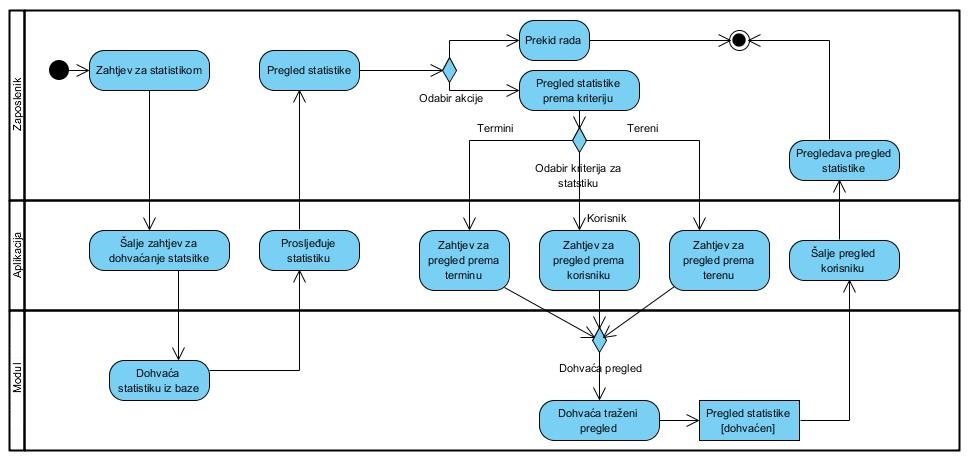 Zaposlenik
Zahtjev za statistikom
Pregled statistike
Prekid rada
Odabir akcije
Pregled statistike
prema kriteriju
Termini
Tereni
Odabir kriterija za
statstiku
Korisnik
Pregledava pregled
statistike
Aplikacija
Šalje zahtjev za
dohvaćanje statsitke
Prosljeđuje
statistiku
Zahtjev za
pregled prema
terminu
Zahtjev za
pregled prema
korisniku
Zahtjev za
pregled prema
terenu
Šalje pregled
korisniku
Modul
Dohvaća
statistiku iz baze
Dohvaća pregled
Dohvaća traženi
pregled
Pregled statistike
[dohvaćen]